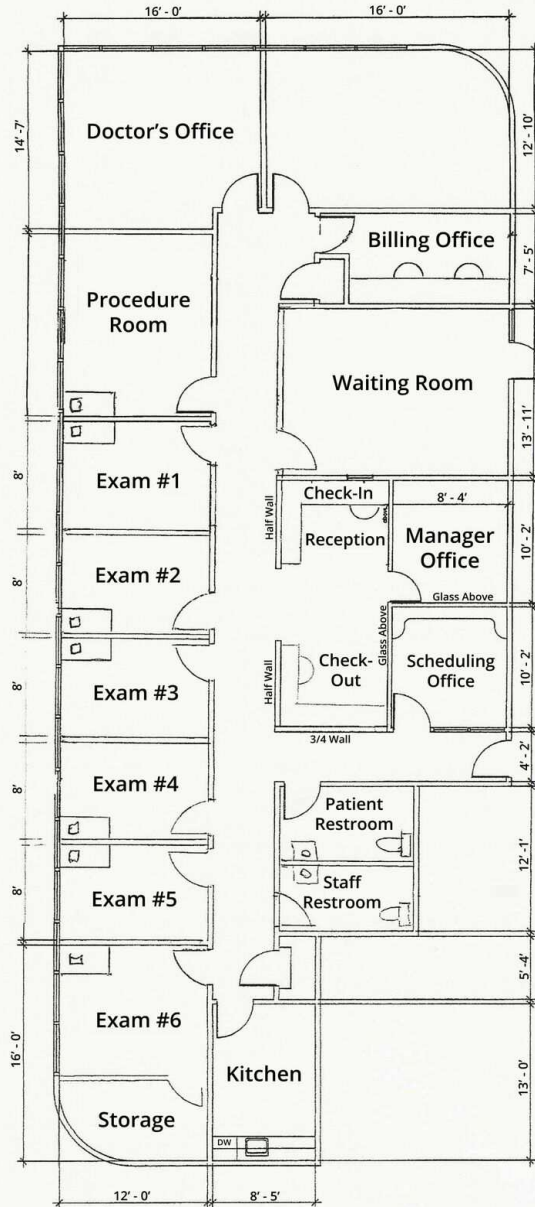 16' - 0"
16' - 0"
14' -7"
Doctor's Office
12' - 10"
Billing Office
7' - 5"
Procedure
Room
Waiting Room
13' - 11"
8'
Exam #1
Half Wall
Check-In
8' - 4"
Reception
Manager
Office
10' - 2"
8'
Exam #2
Glass Above
Glass Above
8'
Exam #3
Half Wall
Check-
Out
Scheduling
Office
10' - 2"
3/4 Wall
4' - 2"
8'
Exam #4
Patient
Restroom
12' -1"
8'
Exam #5
Staff
Restroom
5' -4"
16' - 0"
Exam #6
Kitchen
13' - 0"
Storage
DW
12' - 0"
8' - 5"